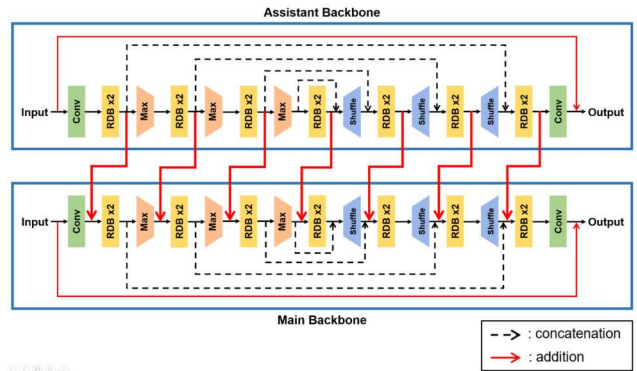 Assistant Backbone
Input
Conv
RDB x2
Max
RDB x2
Max
RDB x2
Max
RDB x2
Shuffle
RDB x2
Shuffle
RDB x2
Shuffle
RDB x2
Conv
Output
Input
Conv
RDB x2
Max
RDB x2
Max
RDB x2
Max
RDB x2
Shuffle
RDB x2
Shuffle
RDB x2
Shuffle
RDB x2
Conv
Output
Main Backbone
: concatenation
: addition